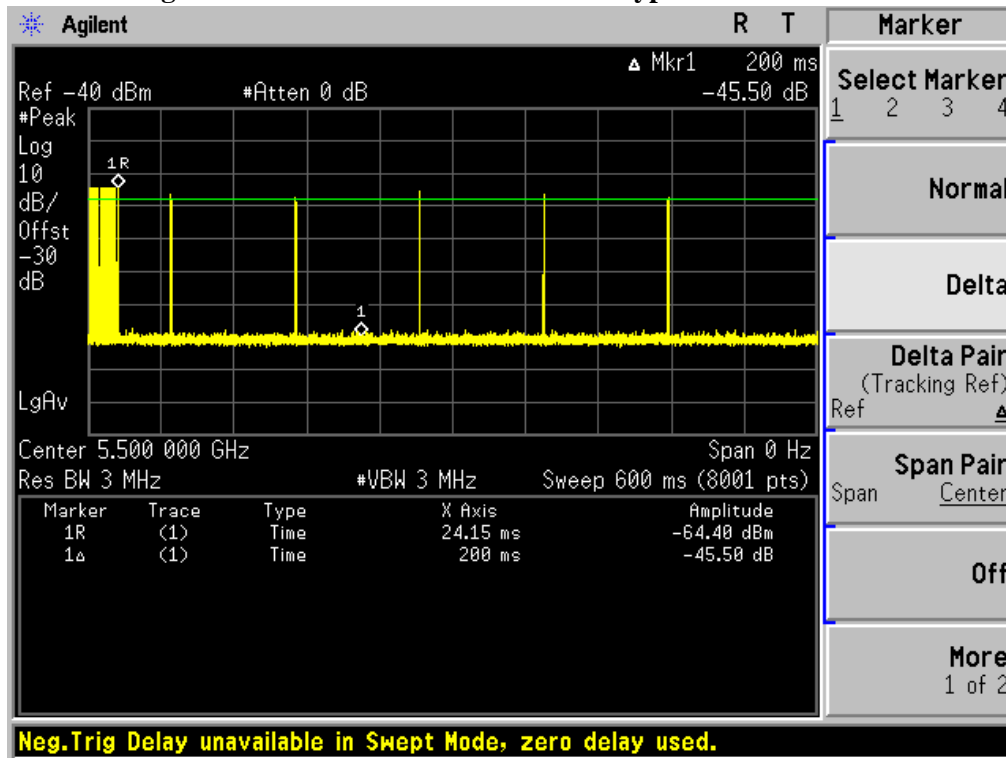 Agilent R T
Marker
▵ Mkr1 200 ms
Ref -40 dBm #Atten 0 dB -45.50 dB
#Peak
Log
10
dB/
Offst
-30
dB
1R
1
LgAv
Center 5.500 000 GHz Span 0 Hz
Res BW 3 MHz #VBW 3 MHz Sweep 600 ms (8001 pts)
Marker Trace Type X Axis Amplitude
1R (1) Time 24.15 ms -64.40 dBm
1▵ (1) Time 200 ms -45.50 dB
Select Marker
1 2 3 4
Normal
Delta
Delta Pair
(Tracking Ref)
Ref ▵
Span Pair
Span Center
Off
More
1 of 2
Neg.Trig Delay unavailable in Swept Mode, zero delay used.